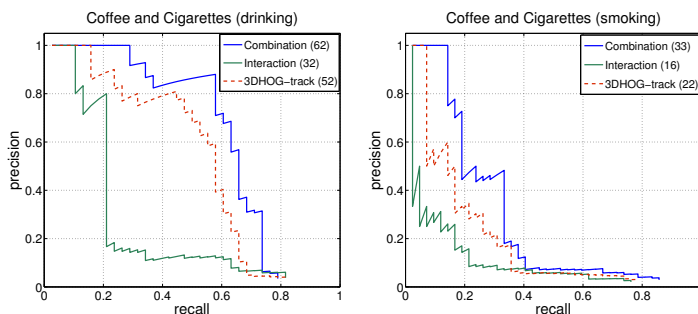 Coffee and Cigarettes (drinking)
Combination (62)
Interaction (32)
3DHOG-track (52)
precision
1
0.8
0.6
0.4
0.2
0
0
0.2
0.4
0.6
0.8
1
recall
Coffee and Cigarettes (smoking)
Combination (33)
Interaction (16)
3DHOG-track (22)
precision
1
0.8
0.6
0.4
0.2
0
0
0.2
0.4
0.6
0.8
1
recall